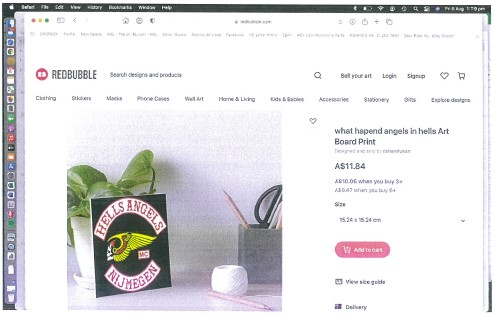 Safari File Edit View History Bookmarks Window Help
Fri 6 Aug 1:19 pm
redbubble.com
REDBUBBLE
Search designs and products
Sell your art Login Signup
Clothing Stickers Masks Phone Cases Wall Art Home & Living Kids & Babies Accessories Stationery Gifts Explore designs
what hapend angels in hells Art
Board Print
Designed and sold by
A$11.84
A$10.06 when you buy 3+
A$9.47 when you buy 6+
Size
15.24 x 15.24 cm
Add to cart
View size guide
Delivery
HELLS ANGELS
MC
NIJMEGEN